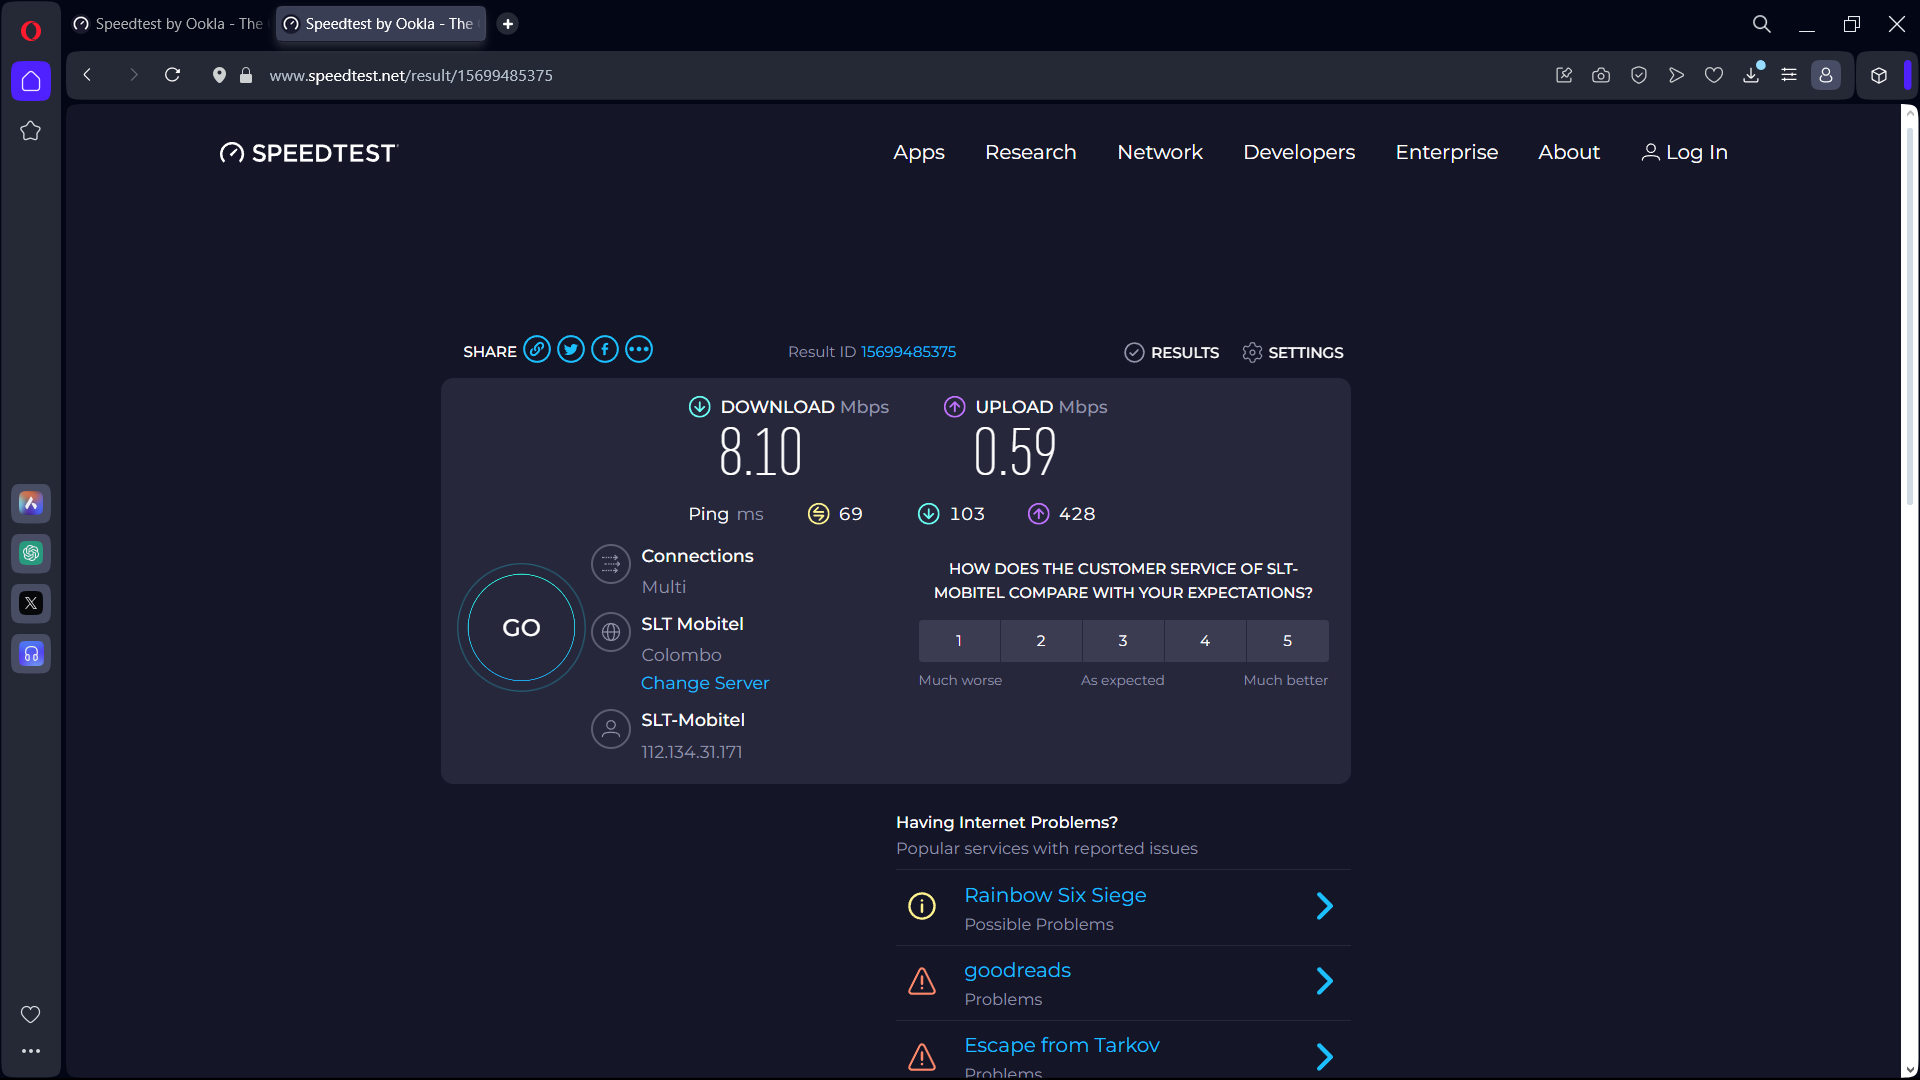 Speedtest by Ookla - The
Speedtest by Ookla - The
www.speedtest.net/result/15699485375
SPEEDTEST
Apps
Research
Network
Developers
Enterprise
About
Log In
SHARE
Result ID 15699485375
RESULTS
SETTINGS
DOWNLOAD Mbps
8.10
UPLOAD Mbps
0.59
Ping ms
69
103
428
GO
Connections
Multi
SLT Mobitel
Colombo
Change Server
SLT-Mobitel
112.134.31.171
HOW DOES THE CUSTOMER SERVICE OF SLT-
MOBITEL COMPARE WITH YOUR EXPECTATIONS?
1 2 3 4 5
Much worse As expected Much better
Having Internet Problems?
Popular services with reported issues
Rainbow Six Siege
Possible Problems
goodreads
Problems
Escape from Tarkov
Problems